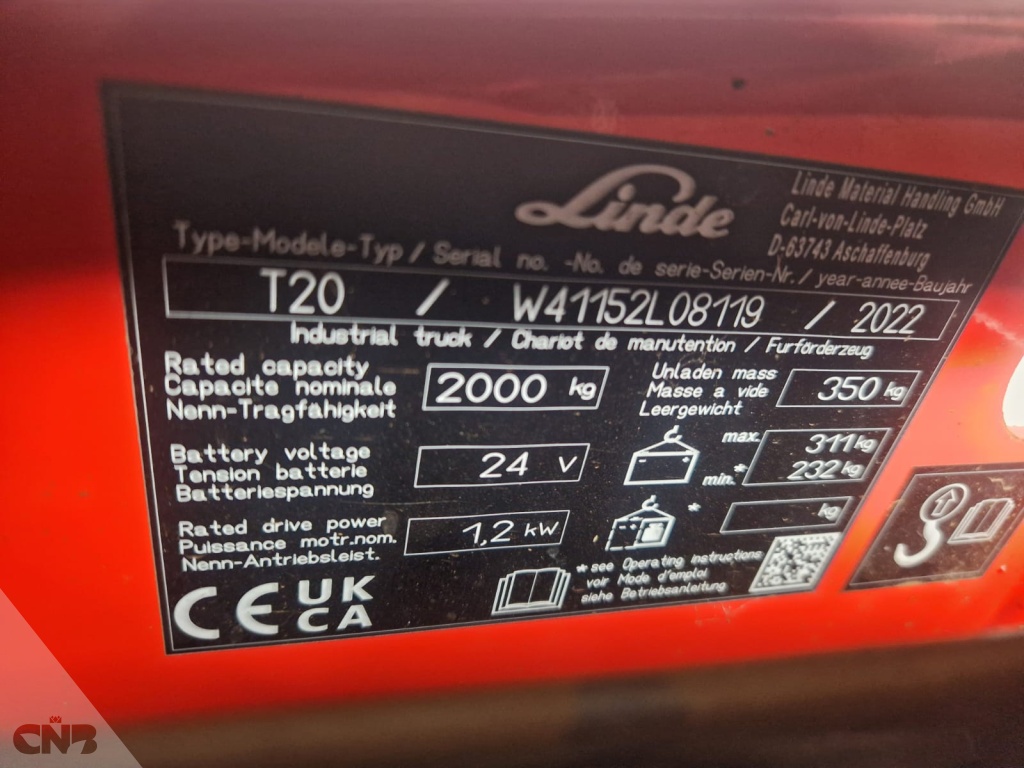 Linde
Linde Material Handling GmbH
Carl-von-Linde-Platz
D-63743 Aschaffenburg
Type-Modele-Typ / Serial no. -No. de serie-Serien-Nr. / year-annee-Baujahr
T20 / W41152L08119 / 2022
Industrial truck / Chariot de manutention / Furförderzeug
Rated capacity
Capacite nominale
Nenn-Tragfähigkeit
2000 kg
Unladen mass
Masse a vide
Leergewicht
350 kg
Battery voltage
Tension batterie
Batteriespannung
24 V
max. 311 kg
min.* 232 kg
Rated drive power
Puissance motr.nom.
Nenn-Antriebsleist.
1,2 kW
* kg
* see Operating instructions
voir Mode d'emploi
siehe Betriebsanleitung
CE UK
CA
CNB